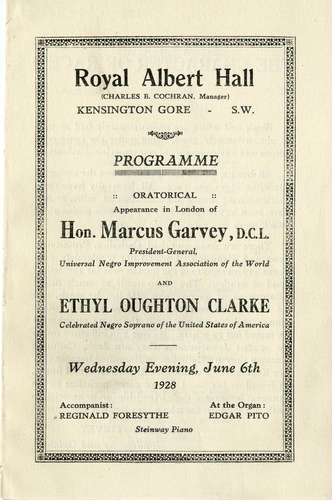 Royal Albert Hall
(CHARLES B. COCHRAN, Manager)
KENSINGTON GORE - S.W.
PROGRAMME
:: ORATORICAL ::
Appearance in London of
Hon. Marcus Garvey, D.C.L.
President-General,
Universal Negro Improvement Association of the World
AND
ETHYL OUGHTON CLARKE
Celebrated Negro Soprano of the United States of America
Wednesday Evening, June 6th
1928
Accompanist: At the Organ:
REGINALD FORESYTHE EDGAR PITO
Steinway Piano